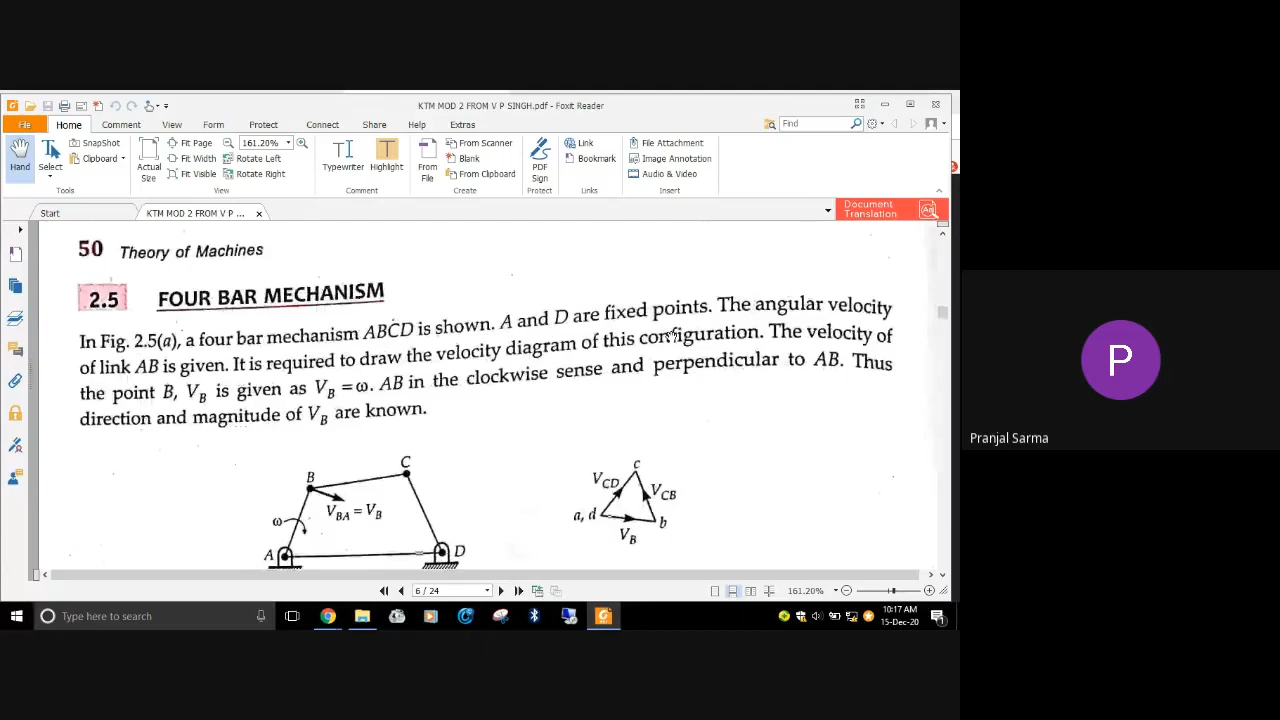 KTM MOD 2 FROM V P SINGH.pdf - Foxit Reader
File Home Comment View Form Protect Connect Share Help Extras Find
Hand Select SnapShot Clipboard Actual Size Fit Page Fit Width Fit Visible 161.20% Rotate Left Rotate Right Typewriter Highlight From File From Scanner Blank From Clipboard PDF Sign Link Bookmark File Attachment Image Annotation Audio & Video
Tools View Comment Create Protect Links Insert
Start KTM MOD 2 FROM V P ... Document Translation
50 Theory of Machines
2.5 FOUR BAR MECHANISM
In Fig. 2.5(a), a four bar mechanism ABCD is shown. A and D are fixed points. The angular velocity
of link AB is given. It is required to draw the velocity diagram of this configuration. The velocity of
the point B, V_B is given as V_B = ω. AB in the clockwise sense and perpendicular to AB. Thus
direction and magnitude of V_B are known.
B C
V_BA = V_B
ω
A D
c
V_CD V_CB
a, d b
V_B
6 / 24 161.20%
Type here to search
10:17 AM
15-Dec-20
1
P
Pranjal Sarma